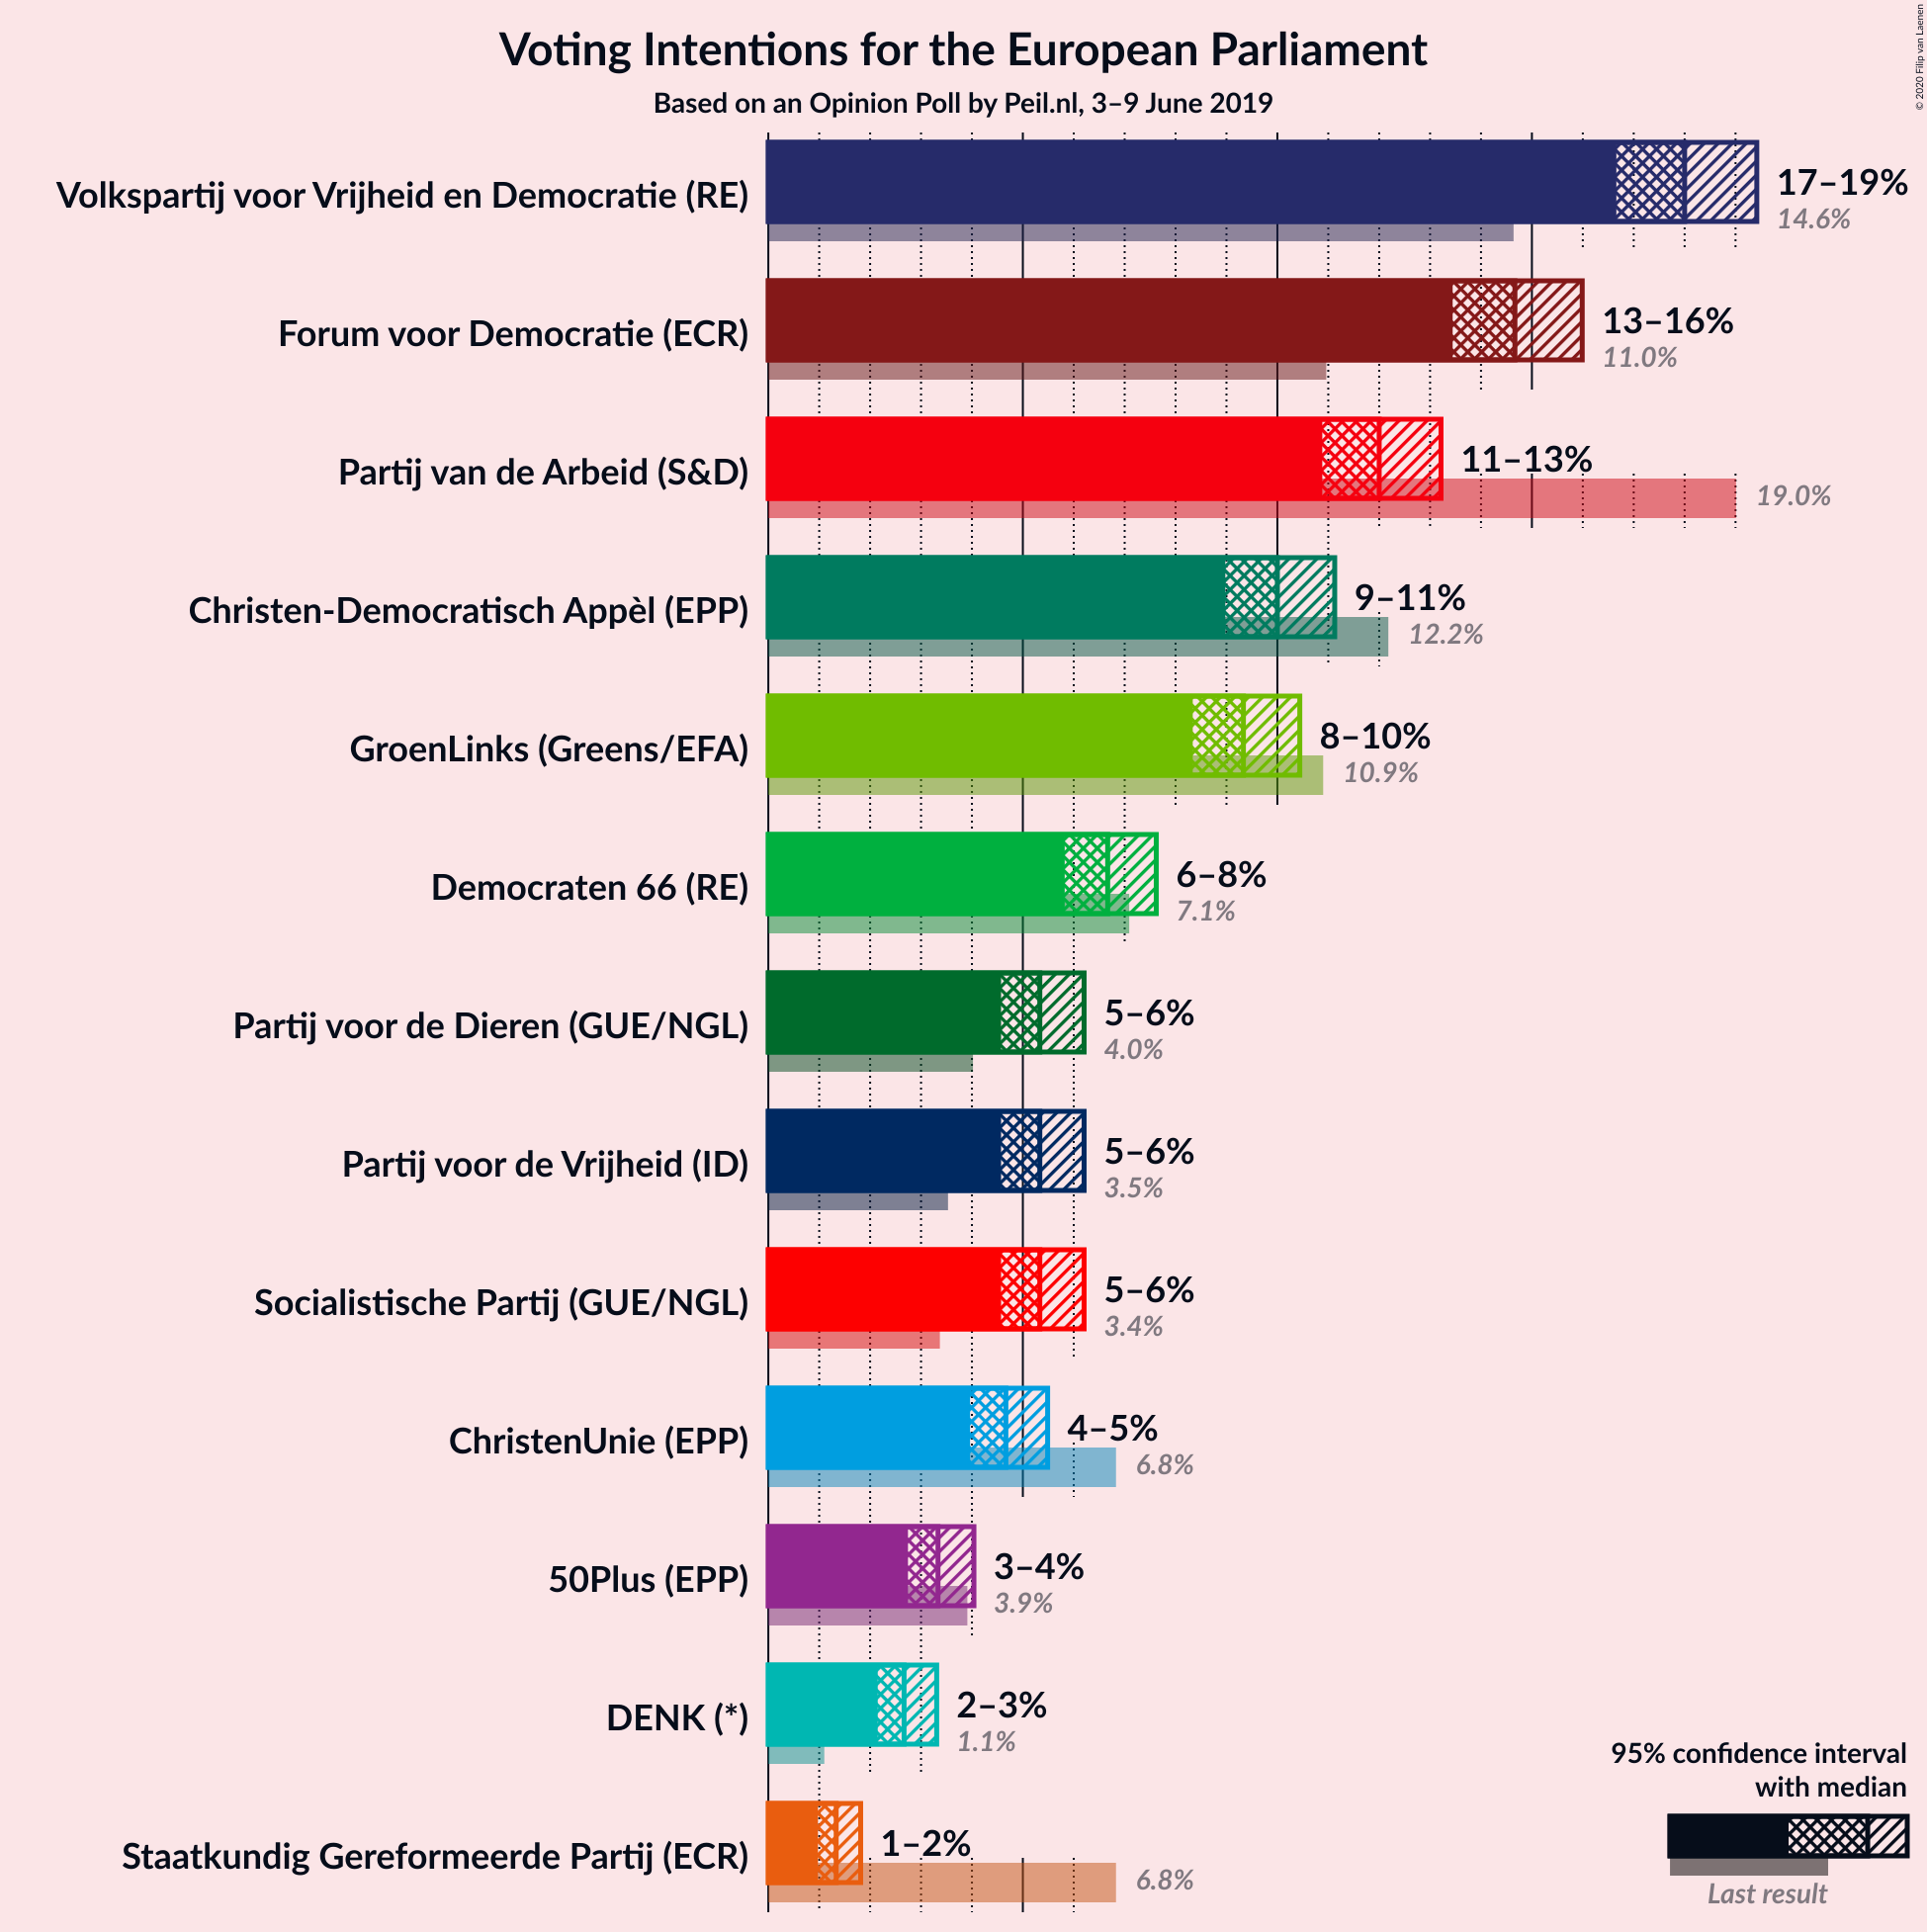 Voting Intentions for the European Parliament
Based on an Opinion Poll by Peil.nl, 3–9 June 2019
© 2020 Filip van Laenen
Volkspartij voor Vrijheid en Democratie (RE)
17–19%
14.6%
Forum voor Democratie (ECR)
13–16%
11.0%
Partij van de Arbeid (S&D)
11–13%
19.0%
Christen-Democratisch Appèl (EPP)
9–11%
12.2%
GroenLinks (Greens/EFA)
8–10%
10.9%
Democraten 66 (RE)
6–8%
7.1%
Partij voor de Dieren (GUE/NGL)
5–6%
4.0%
Partij voor de Vrijheid (ID)
5–6%
3.5%
Socialistische Partij (GUE/NGL)
5–6%
3.4%
ChristenUnie (EPP)
4–5%
6.8%
50Plus (EPP)
3–4%
3.9%
DENK (*)
2–3%
1.1%
Staatkundig Gereformeerde Partij (ECR)
1–2%
6.8%
95% confidence interval
with median
Last result